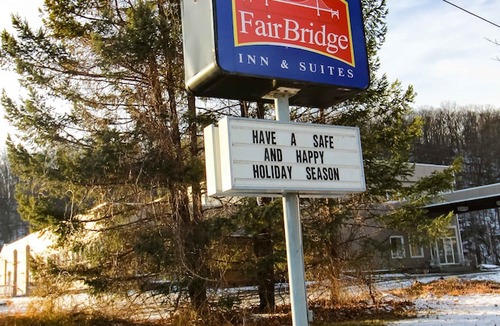 FairBridge
INN & SUITES
HAVE A SAFE
AND HAPPY
HOLIDAY SEASON